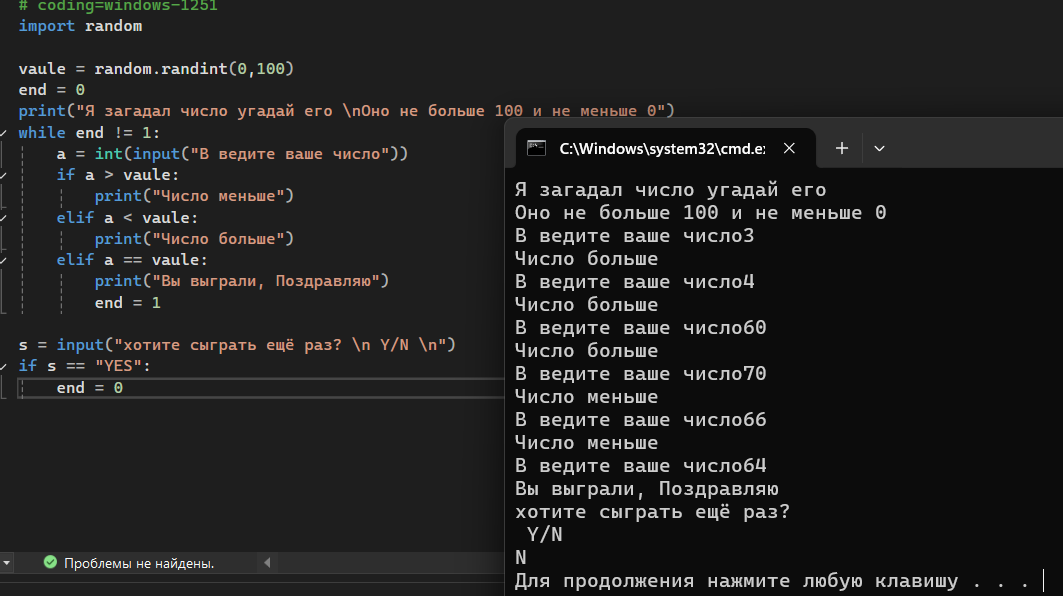 # coding=windows-1251
import random
vaule = random.randint(0,100)
end = 0
print("Я загадал число угадай его \nОно не больше 100 и не меньше 0")
while end != 1:
a = int(input("В ведите ваше число"))
if a > vaule:
print("Число меньше")
elif a < vaule:
print("Число больше")
elif a == vaule:
print("Вы выграли, Поздравляю")
end = 1
s = input("хотите сыграть ещё раз? \n Y/N \n")
if s == "YES":
end = 0
Проблемы не найдены.
C:\Windows\system32\cmd.e
Я загадал число угадай его
Оно не больше 100 и не меньше 0
В ведите ваше число3
Число больше
В ведите ваше число4
Число больше
В ведите ваше число60
Число больше
В ведите ваше число70
Число меньше
В ведите ваше число66
Число меньше
В ведите ваше число64
Вы выграли, Поздравляю
хотите сыграть ещё раз?
Y/N
N
Для продолжения нажмите любую клавишу . . .